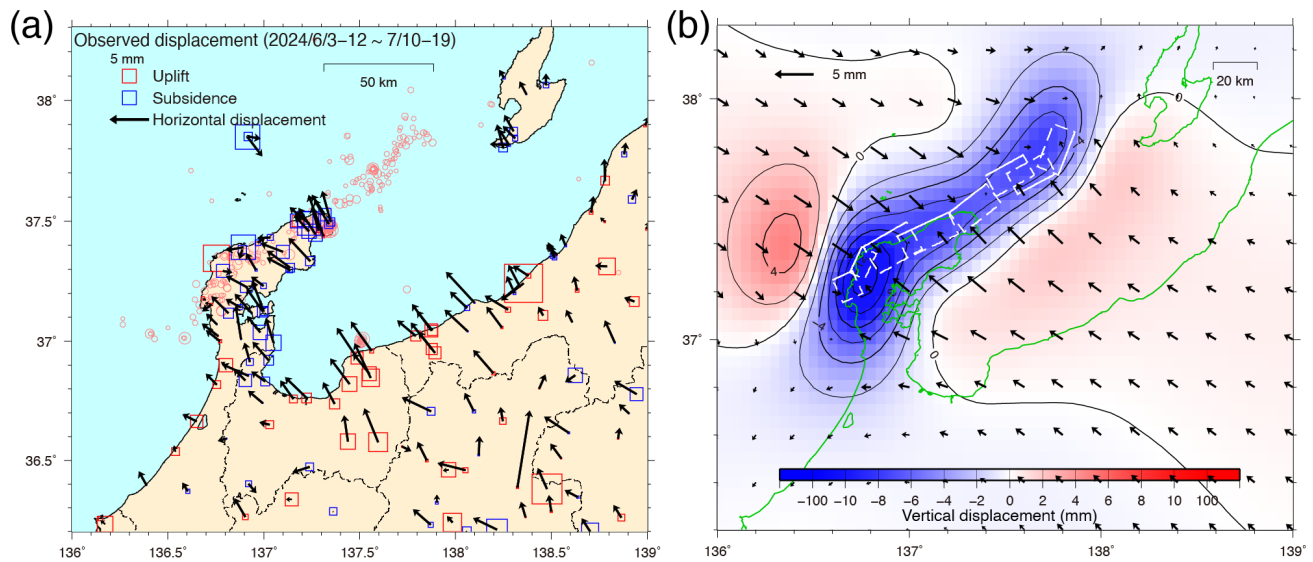 (a)
Observed displacement (2024/6/3−12 ~ 7/10−19)
5 mm
Uplift
Subsidence
Horizontal displacement
50 km
38°
37.5°
37°
36.5°
136° 136.5° 137° 137.5° 138° 138.5° 139°
(b)
5 mm
20 km
38°
37°
0
0
0
4
-4
-4
-100 -10 -8 -6 -4 -2 0 2 4 6 8 10 100
Vertical displacement (mm)
136° 137° 138° 139°